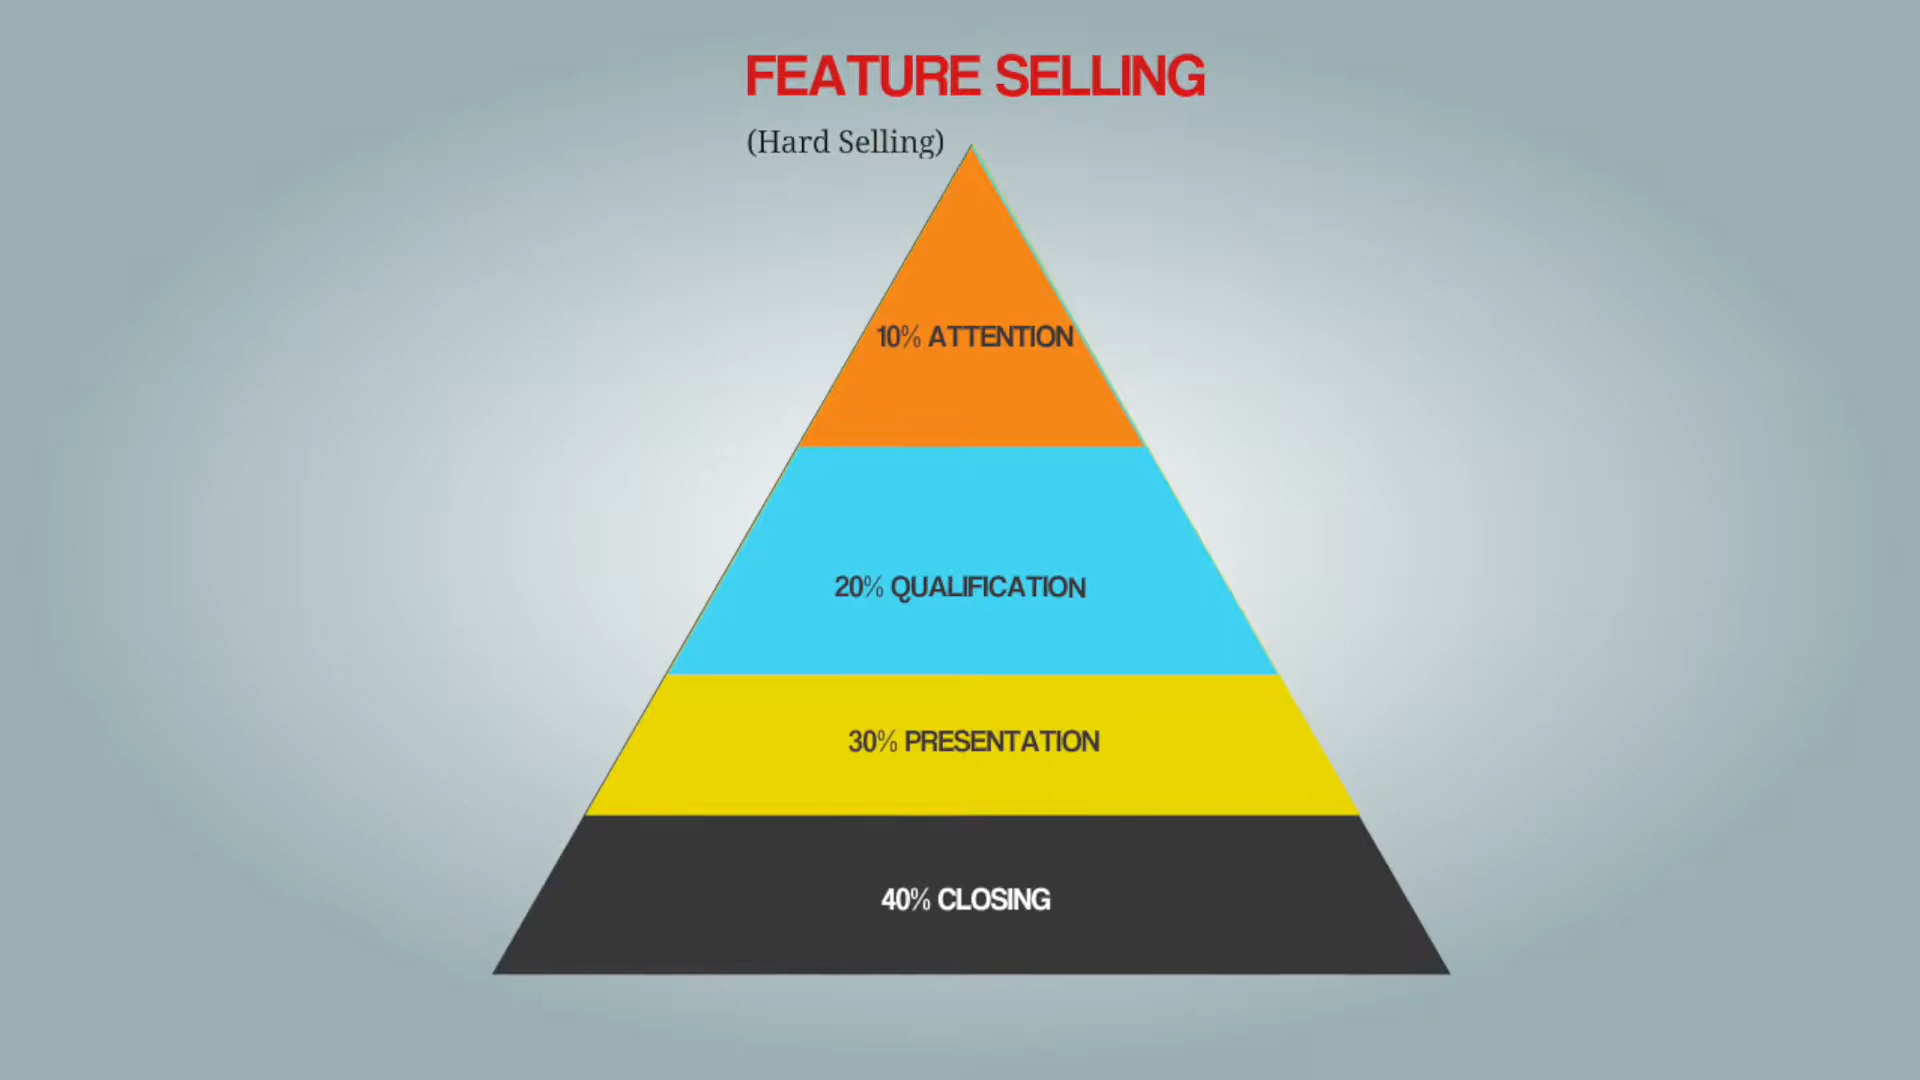 FEATURE SELLING
(Hard Selling)
10% ATTENTION
20% QUALIFICATION
30% PRESENTATION
40% CLOSING